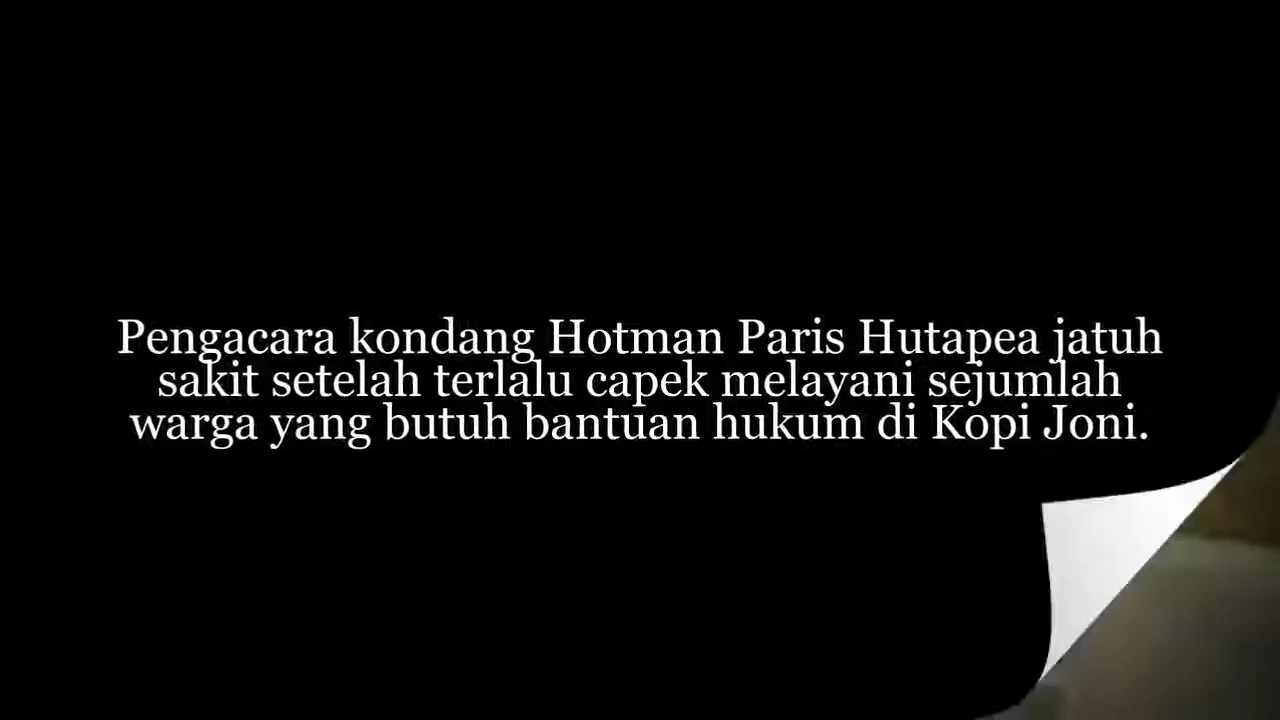 Pengacara kondang Hotman Paris Hutapea jatuh
sakit setelah terlalu capek melayani sejumlah
warga yang butuh bantuan hukum di Kopi Joni.